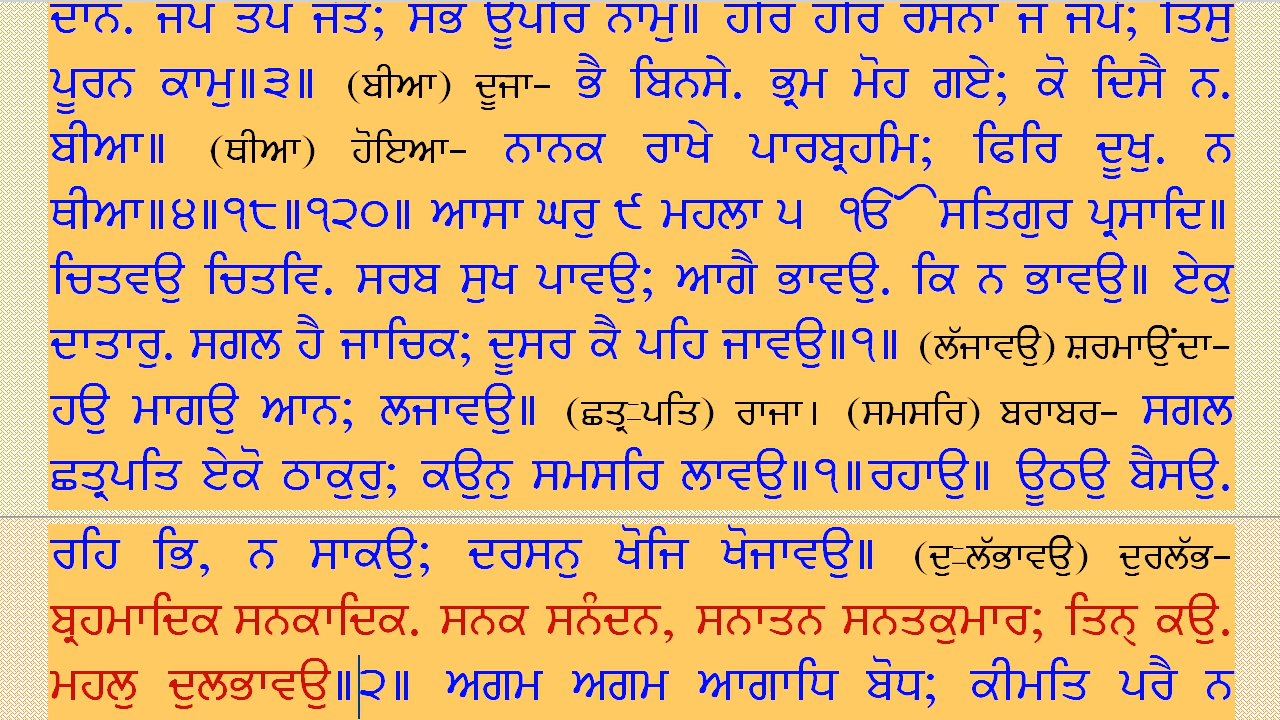 ਦਾਨ. ਜਪ ਤਪ ਜਤ; ਸਭ ਊਪਰਿ ਨਾਮੁ॥ ਹਰਿ ਹਰਿ ਰਸਨਾ ਜੋ ਜਪੈ; ਤਿਸੁ
ਪੂਰਨ ਕਾਮੁ॥੩॥ (ਬੀਆ) ਦੂਜਾ- ਭੈ ਬਿਨਸੇ. ਭ੍ਰਮ ਮੋਹ ਗਏ; ਕੋ ਦਿਸੈ ਨ.
ਬੀਆ॥ (ਥੀਆ) ਹੋਇਆ- ਨਾਨਕ ਰਾਖੇ ਪਾਰਬ੍ਰਹਮਿ; ਫਿਰਿ ਦੂਖੁ. ਨ
ਥੀਆ॥੪॥੧੮॥੧੨੦॥ ਆਸਾ ਘਰੁ ੯ ਮਹਲਾ ੫ ੴ ਸਤਿਗੁਰ ਪ੍ਰਸਾਦਿ॥
ਚਿਤਵਉ ਚਿਤਵਿ. ਸਰਬ ਸੁਖ ਪਾਵਉ; ਆਗੈ ਭਾਵਉ. ਕਿ ਨ ਭਾਵਉ॥ ਏਕੁ
ਦਾਤਾਰੁ. ਸਗਲ ਹੈ ਜਾਚਿਕ; ਦੂਸਰ ਕੈ ਪਹਿ ਜਾਵਉ॥੧॥ (ਲੱਜਾਵਉ) ਸ਼ਰਮਾਉਂਦਾ-
ਹਉ ਮਾਗਉ ਆਨ; ਲਜਾਵਉ॥ (ਛਤ੍ਰ-ਪਤਿ) ਰਾਜਾ। (ਸਮਸਰਿ) ਬਰਾਬਰ- ਸਗਲ
ਛਤ੍ਰਪਤਿ ਏਕੋ ਠਾਕੁਰੁ; ਕਉਨੁ ਸਮਸਰਿ ਲਾਵਉ॥੧॥ਰਹਾਉ॥ ਊਠਉ ਬੈਸਉ.
ਰਹਿ ਭਿ, ਨ ਸਾਕਉ; ਦਰਸਨੁ ਖੋਜਿ ਖੋਜਾਵਉ॥ (ਦੁ-ਲੱਭਾਵਉ) ਦੁਰਲੱਭ-
ਬ੍ਰਹਮਾਦਿਕ ਸਨਕਾਦਿਕ. ਸਨਕ ਸਨੰਦਨ, ਸਨਾਤਨ ਸਨਤਕੁਮਾਰ; ਤਿਨ੍ ਕਉ.
ਮਹਲੁ ਦੁਲਭਾਵਉ॥੨॥ ਅਗਮ ਅਗਮ ਆਗਾਧਿ ਬੋਧ; ਕੀਮਤਿ ਪਰੈ ਨ